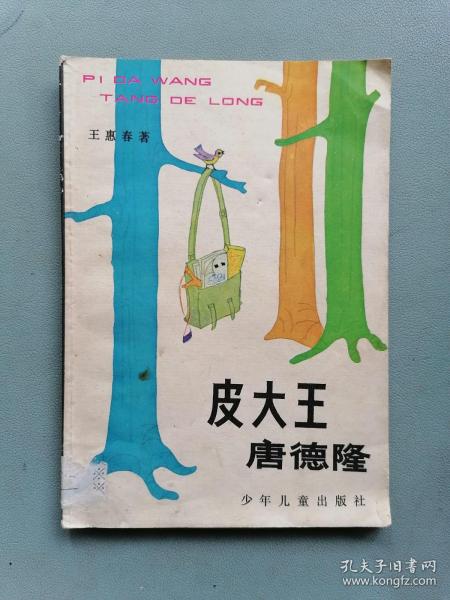 PI DA WANG
TANG DE LONG
王惠春著
皮大王
唐德隆
少年儿童出版社
孔夫子旧书网
www.kongfz.com